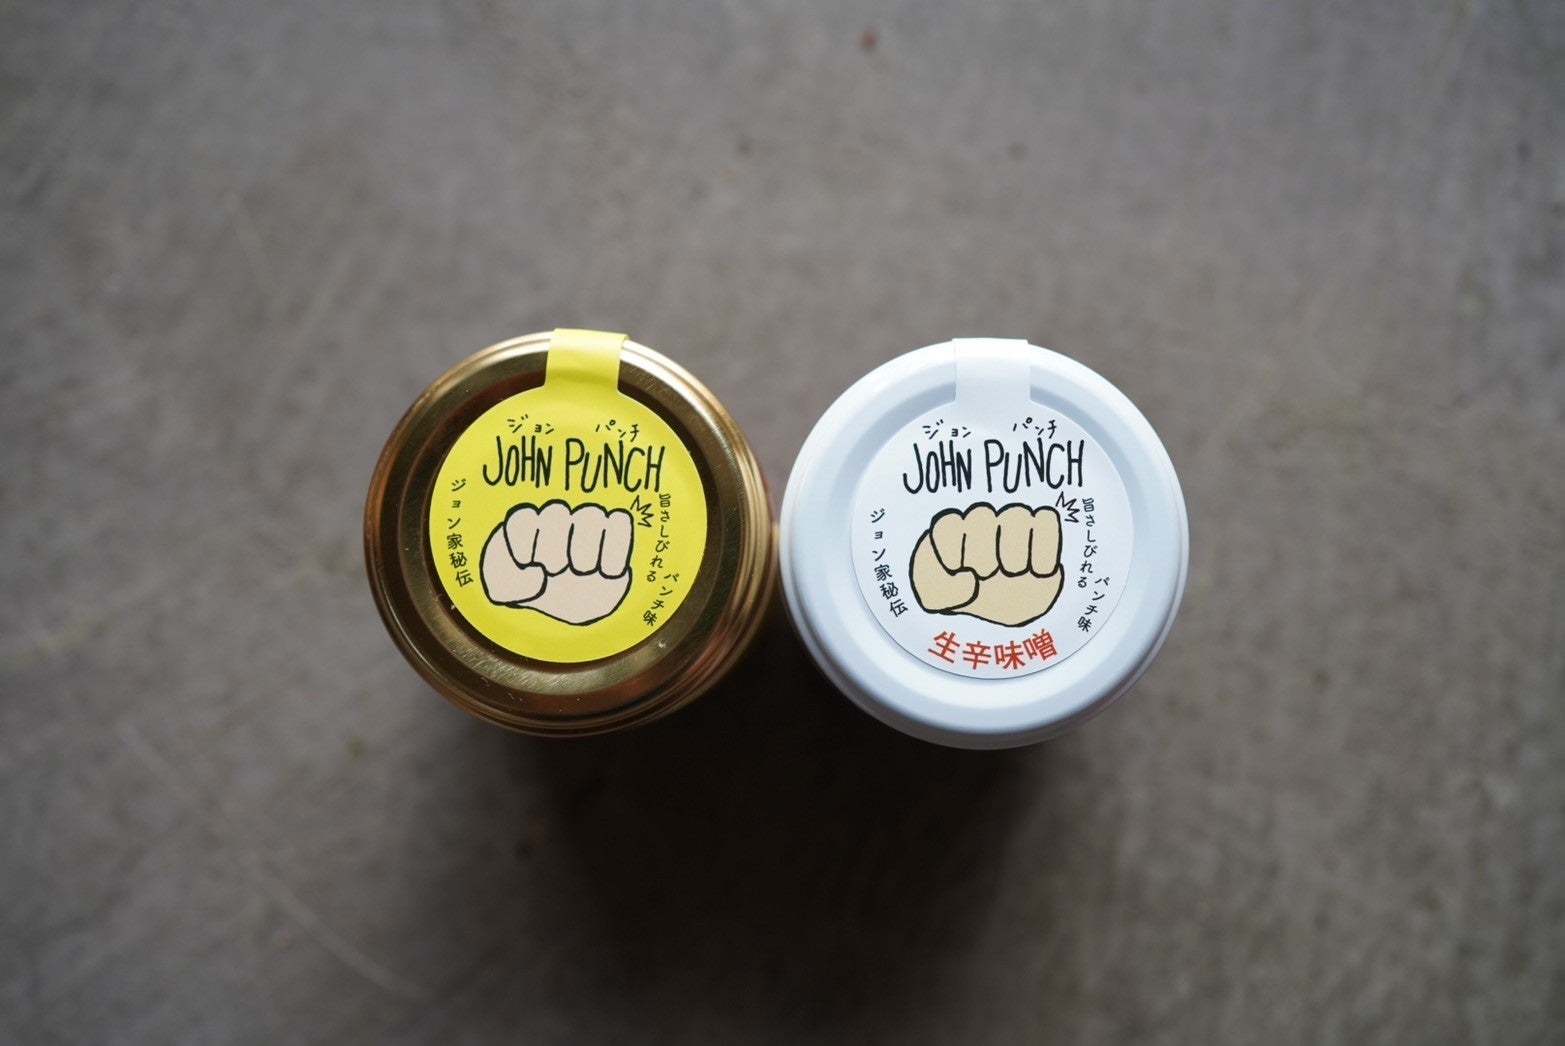 ジョン パンチ
JOHN PUNCH
ジョン家秘伝
旨さしびれる
パンチ味
ジョン パンチ
JOHN PUNCH
ジョン家秘伝
旨さしびれる
パンチ味
生辛味噌